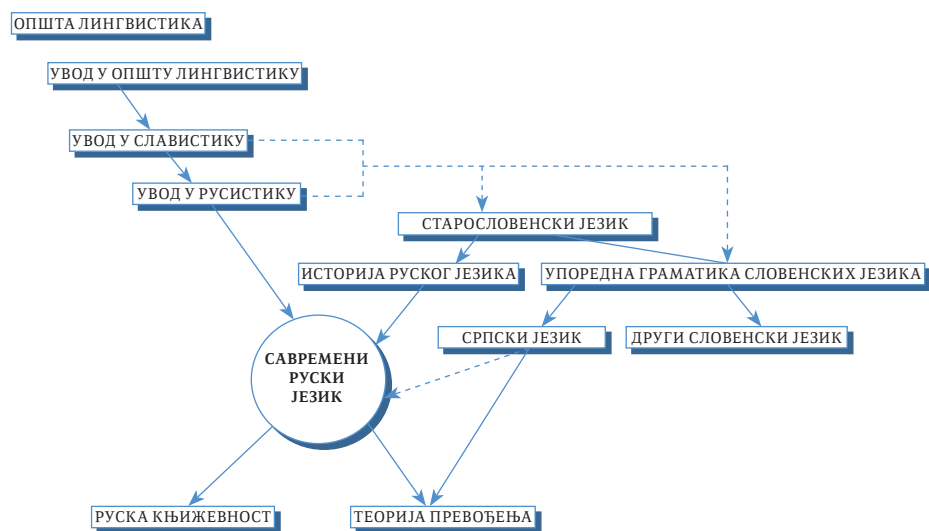 ОПШТА ЛИНГВИСТИКА
УВОД У ОПШТУ ЛИНГВИСТИКУ
УВОД У СЛАВИСТИКУ
УВОД У РУСИСТИКУ
СТАРОСЛОВЕНСКИ ЈЕЗИК
ИСТОРИЈА РУСКОГ ЈЕЗИКА
УПОРЕДНА ГРАМАТИКА СЛОВЕНСКИХ ЈЕЗИКА
СРПСКИ ЈЕЗИК
ДРУГИ СЛОВЕНСКИ ЈЕЗИК
САВРЕМЕНИ
РУСКИ
ЈЕЗИК
РУСКА КЊИЖЕВНОСТ
ТЕОРИЈА ПРЕВОЂЕЊА